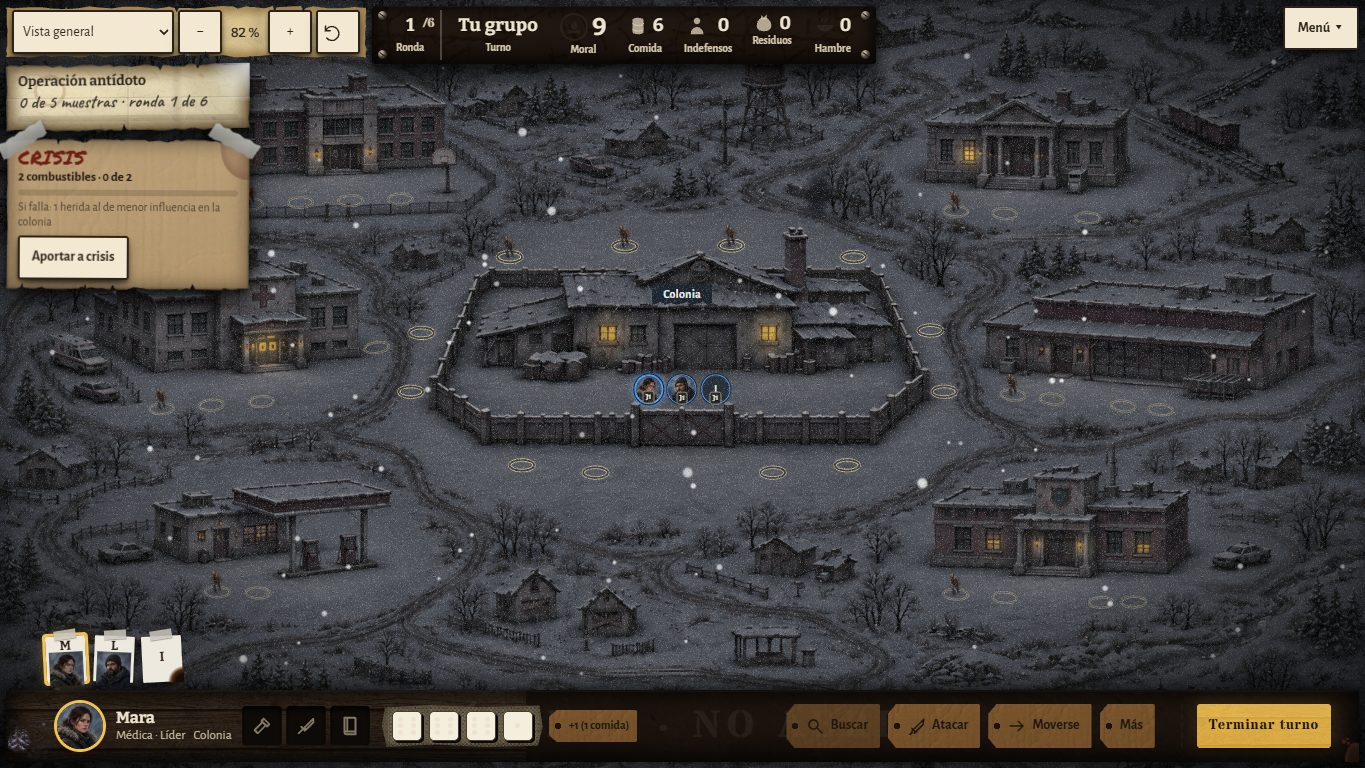 Vista general
−
82 %
+
1 /6
Ronda
Tu grupo
Turno
9
Moral
6
Comida
0
Indefensos
0
Residuos
0
Hambre
Menú
Operación antídoto
0 de 5 muestras · ronda 1 de 6
CRISIS
2 combustibles · 0 de 2
Si falla: 1 herida al de menor influencia en la
colonia
Aportar a crisis
Colonia
M
L
I
Mara
Médica · Líder Colonia
+1 (1 comida)
· NO
Buscar
Atacar
Moverse
Más
Terminar turno